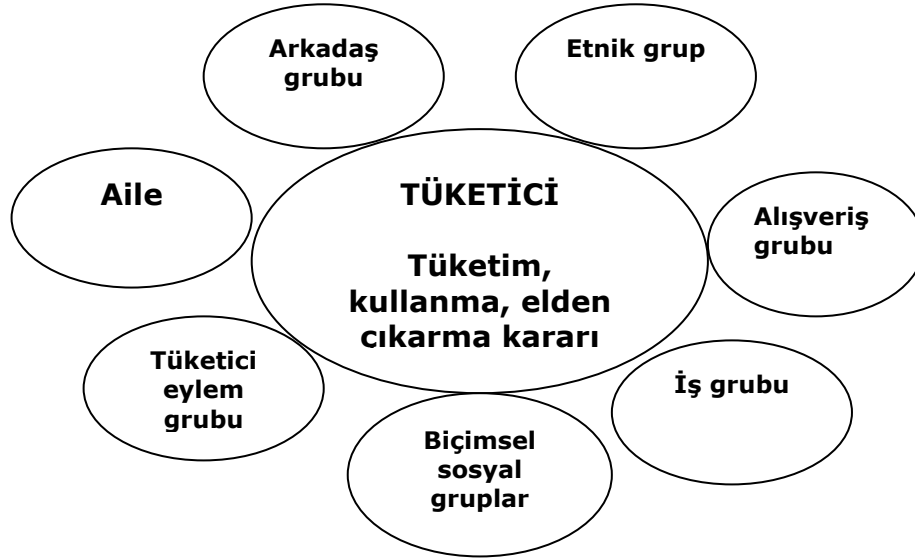 Arkadaş
grubu
Etnik grup
Aile
TÜKETİCİ
Alışveriş
grubu
Tüketim,
kullanma, elden
cıkarma kararı
Tüketici
eylem
grubu
İş grubu
Biçimsel
sosyal
gruplar